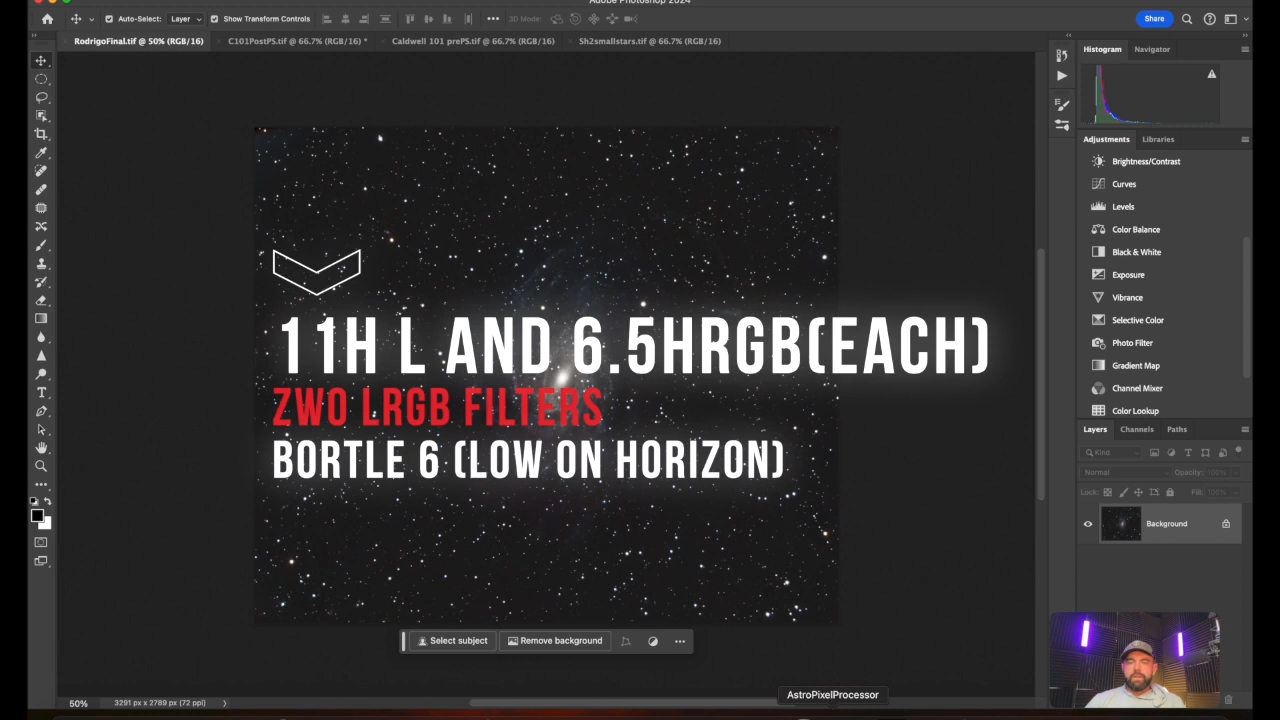 Adobe Photoshop 2024
Auto-Select: Layer Show Transform Controls 3D Mode: Share
RodrigoFinal.tif @ 50% (RGB/16) C101PostPS.tif @ 66.7% (RGB/16) * Caldwell 101 prePS.tif @ 66.7% (RGB/16) Sh2smallstars.tif @ 66.7% (RGB/16)
Histogram Navigator
Adjustments Libraries
Brightness/Contrast
Curves
Levels
Color Balance
Black & White
Exposure
Vibrance
Selective Color
Photo Filter
Gradient Map
Channel Mixer
Color Lookup
11H L AND 6.5HRGB(EACH)
ZWO LRGB FILTERS
BORTLE 6 (LOW ON HORIZON)
Layers Channels Paths
Kind
Normal Opacity: 100%
Lock: Fill: 100%
Background
Select subject Remove background
AstroPixelProcessor
50% 3291 px x 2789 px (72 ppi)